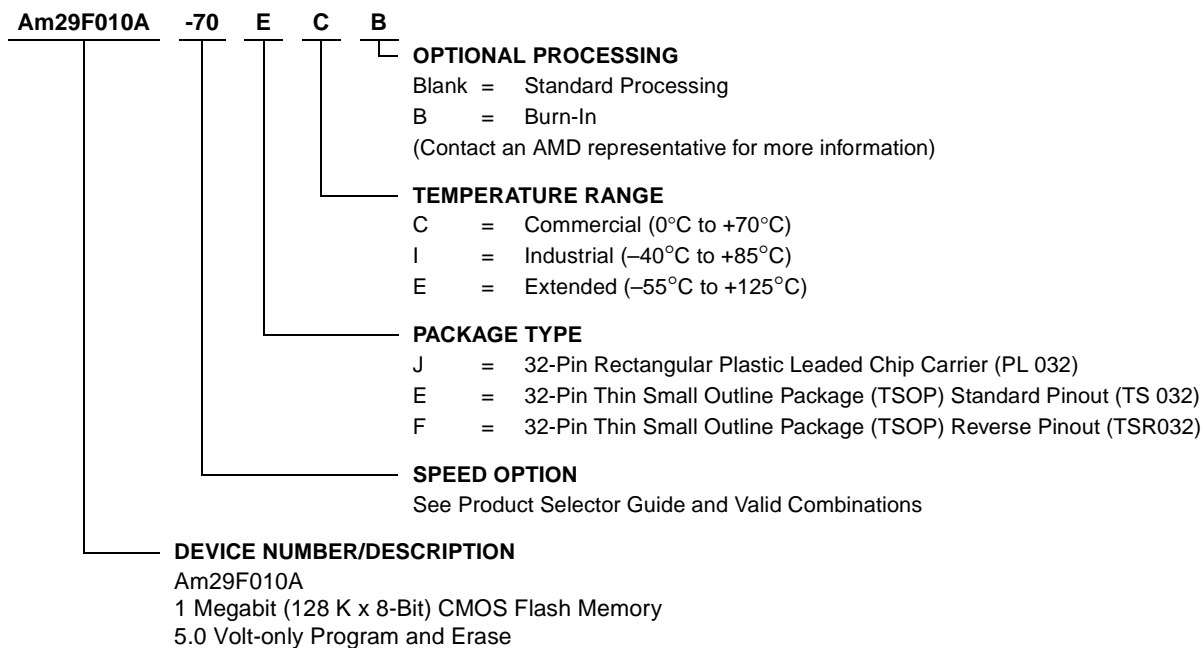 Am29F010A -70 E C B
OPTIONAL PROCESSING
Blank = Standard Processing
B = Burn-In
(Contact an AMD representative for more information)
TEMPERATURE RANGE
C = Commercial (0°C to +70°C)
I = Industrial (–40°C to +85°C)
E = Extended (–55°C to +125°C)
PACKAGE TYPE
J = 32-Pin Rectangular Plastic Leaded Chip Carrier (PL 032)
E = 32-Pin Thin Small Outline Package (TSOP) Standard Pinout (TS 032)
F = 32-Pin Thin Small Outline Package (TSOP) Reverse Pinout (TSR032)
SPEED OPTION
See Product Selector Guide and Valid Combinations
DEVICE NUMBER/DESCRIPTION
Am29F010A
1 Megabit (128 K x 8-Bit) CMOS Flash Memory
5.0 Volt-only Program and Erase